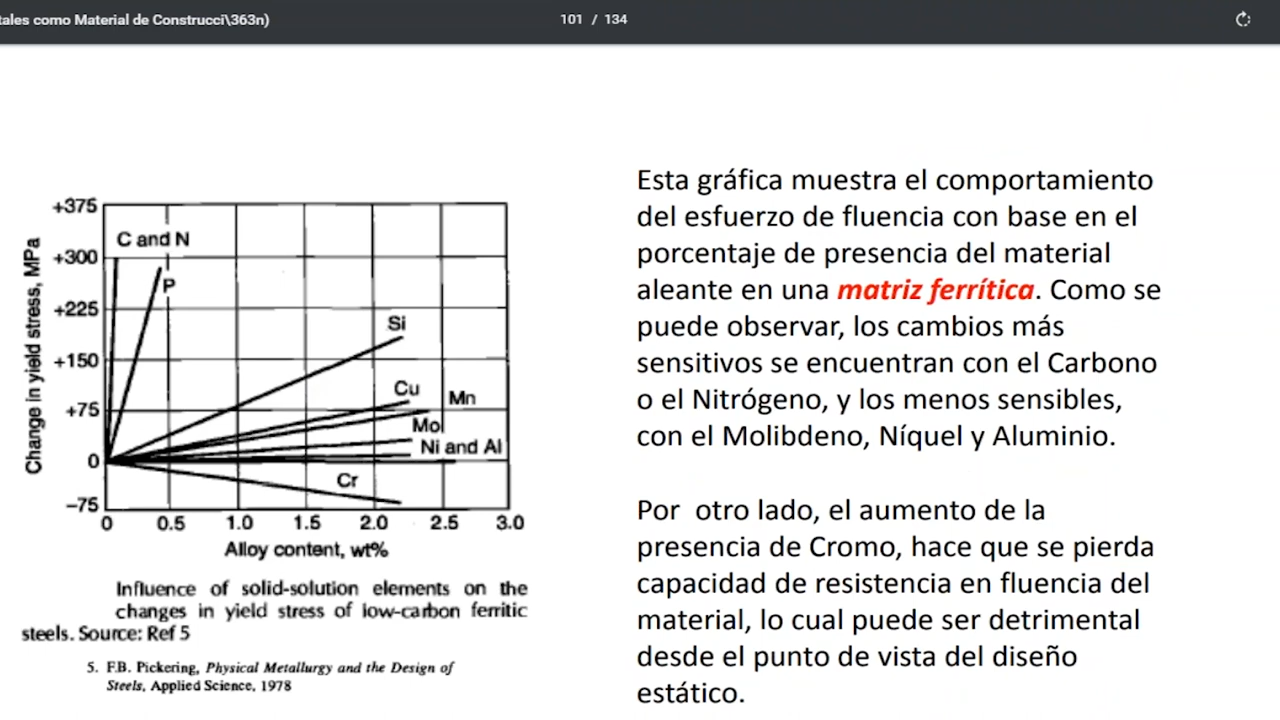 tales como Material de Construcci\363n)
101 / 134
+375
+300
+225
+150
+75
0
–75
Change in yield stress, MPa
C and N
P
Si
Cu
Mn
Mo
Ni and Al
Cr
0 0.5 1.0 1.5 2.0 2.5 3.0
Alloy content, wt%
Influence of solid-solution elements on the
changes in yield stress of low-carbon ferritic
steels. Source: Ref 5
5. F.B. Pickering, Physical Metallurgy and the Design of
Steels, Applied Science, 1978
Esta gráfica muestra el comportamiento
del esfuerzo de fluencia con base en el
porcentaje de presencia del material
aleante en una matriz ferrítica. Como se
puede observar, los cambios más
sensitivos se encuentran con el Carbono
o el Nitrógeno, y los menos sensibles,
con el Molibdeno, Níquel y Aluminio.
Por otro lado, el aumento de la
presencia de Cromo, hace que se pierda
capacidad de resistencia en fluencia del
material, lo cual puede ser detrimental
desde el punto de vista del diseño
estático.